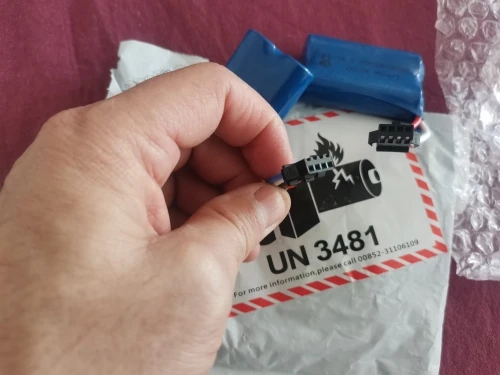 UN 3481
For more information,please call 00852-31106109